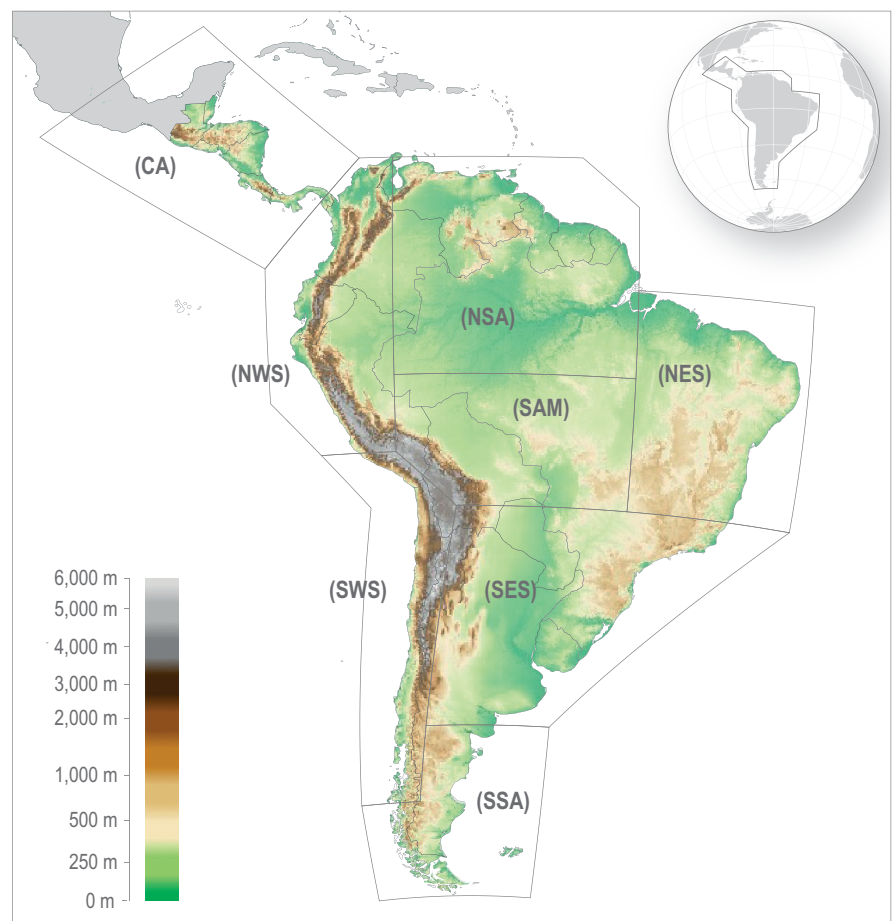 (CA)
(NSA)
(NWS)
(NES)
(SAM)
(SWS)
(SES)
(SSA)
6,000 m
5,000 m
4,000 m
3,000 m
2,000 m
1,000 m
500 m
250 m
0 m